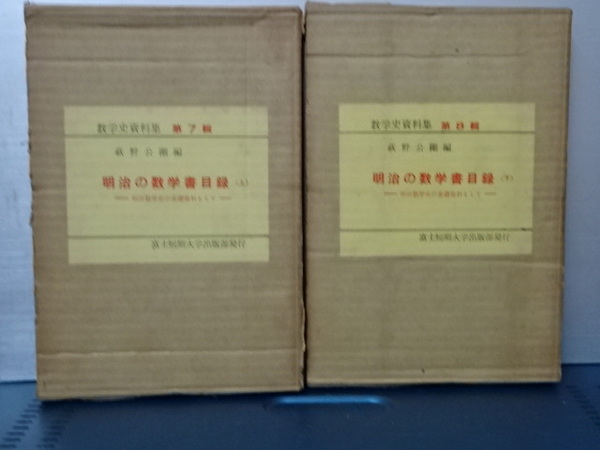 数学史資料集 第7輯
萩野公剛編
明治の数学書目録 (上)
富士短期大学出版部発行
数学史資料集 第8輯
萩野公剛編
明治の数学書目録 (下)
富士短期大学出版部発行